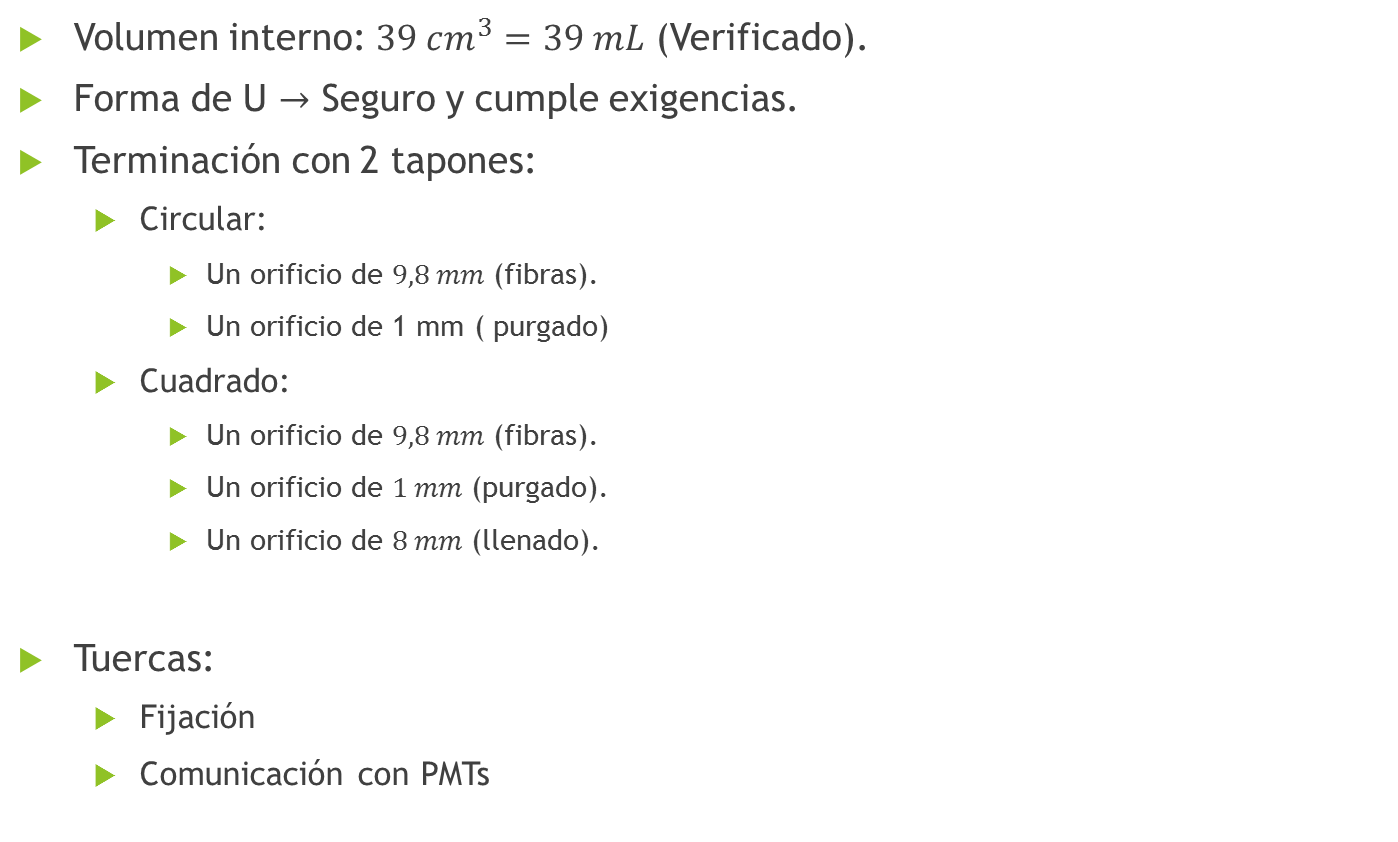 Volumen interno: 39 cm³ = 39 mL (Verificado).
Forma de U → Seguro y cumple exigencias.
Terminación con 2 tapones:
Circular:
Un orificio de 9,8 mm (fibras).
Un orificio de 1 mm ( purgado)
Cuadrado:
Un orificio de 9,8 mm (fibras).
Un orificio de 1 mm (purgado).
Un orificio de 8 mm (llenado).
Tuercas:
Fijación
Comunicación con PMTs